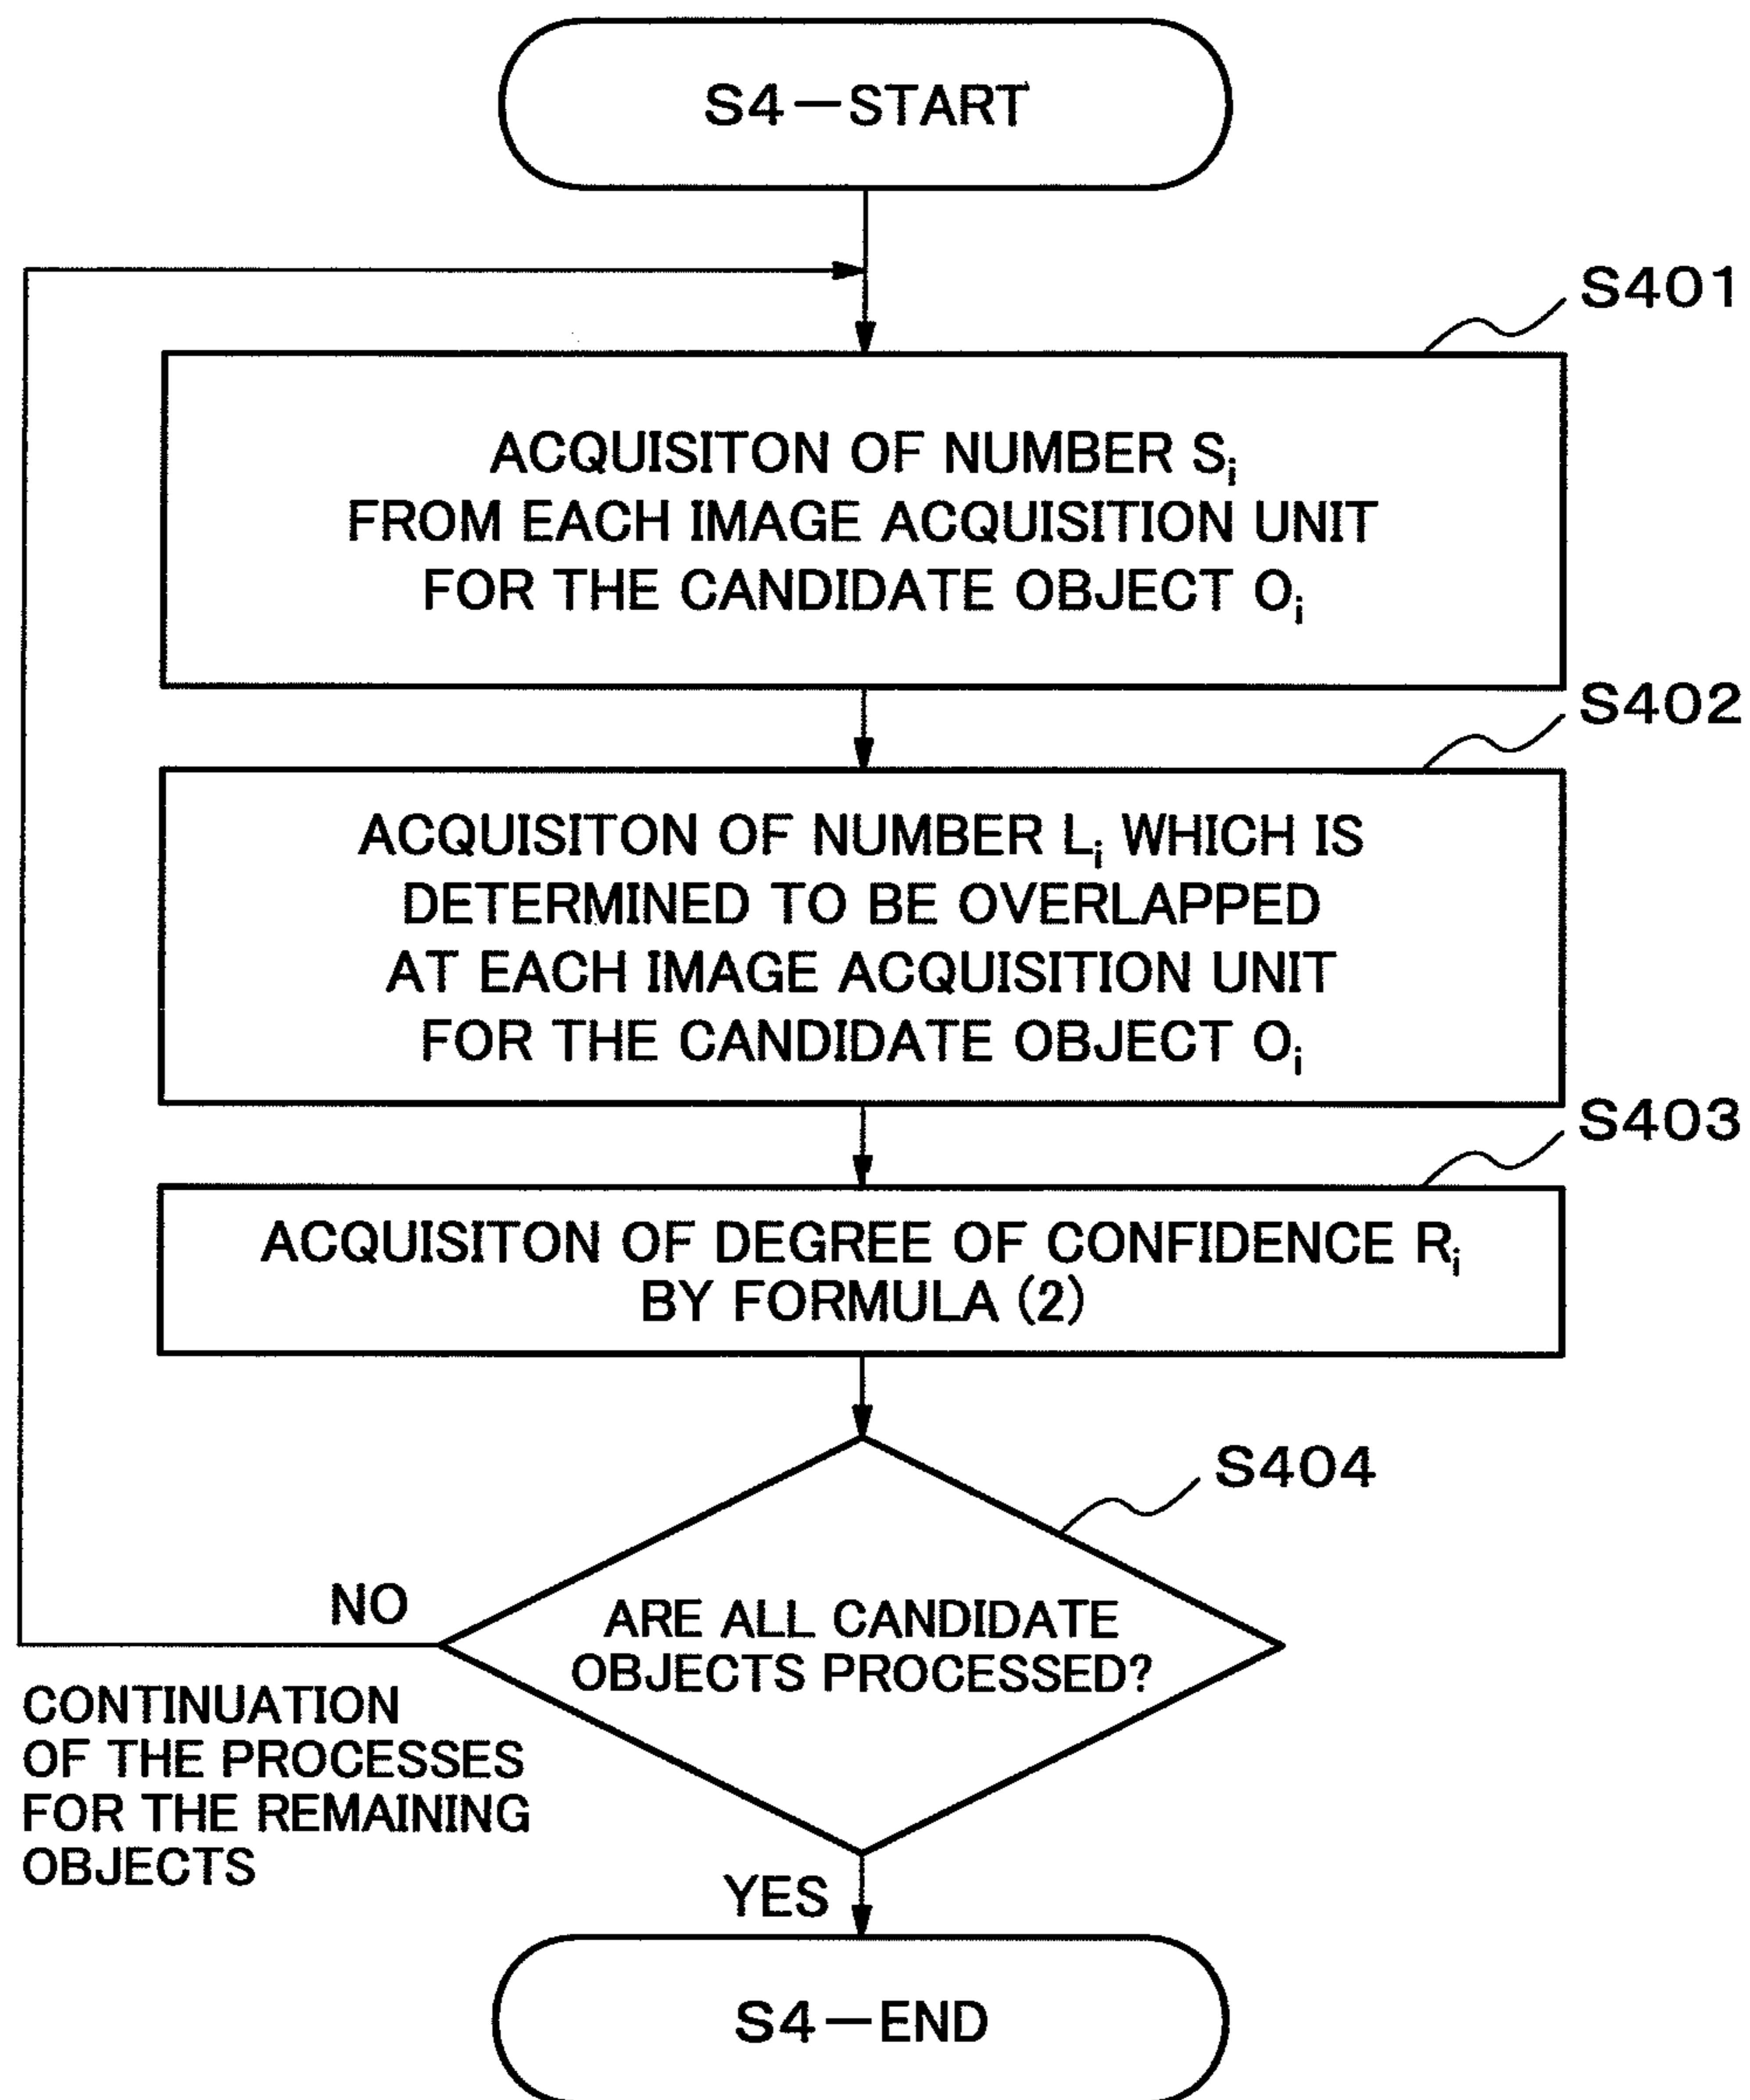 S4—START
S401
ACQUISITON OF NUMBER Si
FROM EACH IMAGE ACQUISITION UNIT
FOR THE CANDIDATE OBJECT Oi
S402
ACQUISITON OF NUMBER Li WHICH IS
DETERMINED TO BE OVERLAPPED
AT EACH IMAGE ACQUISITION UNIT
FOR THE CANDIDATE OBJECT Oi
S403
ACQUISITON OF DEGREE OF CONFIDENCE Ri
BY FORMULA (2)
S404
NO
ARE ALL CANDIDATE
OBJECTS PROCESSED?
CONTINUATION
OF THE PROCESSES
FOR THE REMAINING
OBJECTS
YES
S4—END